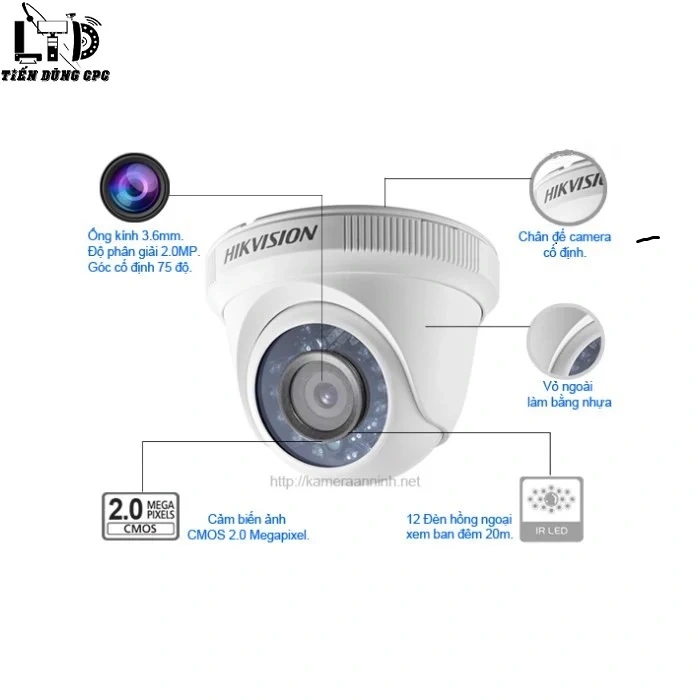 LTD
TIẾN DŨNG CPC
Ống kính 3.6mm.
Độ phân giải 2.0MP.
Góc cố định 75 độ.
HIKVISION
HIKVISI
Chân đế camera
cố định.
Vỏ ngoài
làm bằng nhựa
http://kameraanninh.net
2.0 MEGA
PIXELS
CMOS
Cảm biến ảnh
CMOS 2.0 Megapixel.
12 Đèn hồng ngoại
xem ban đêm 20m.
IR LED